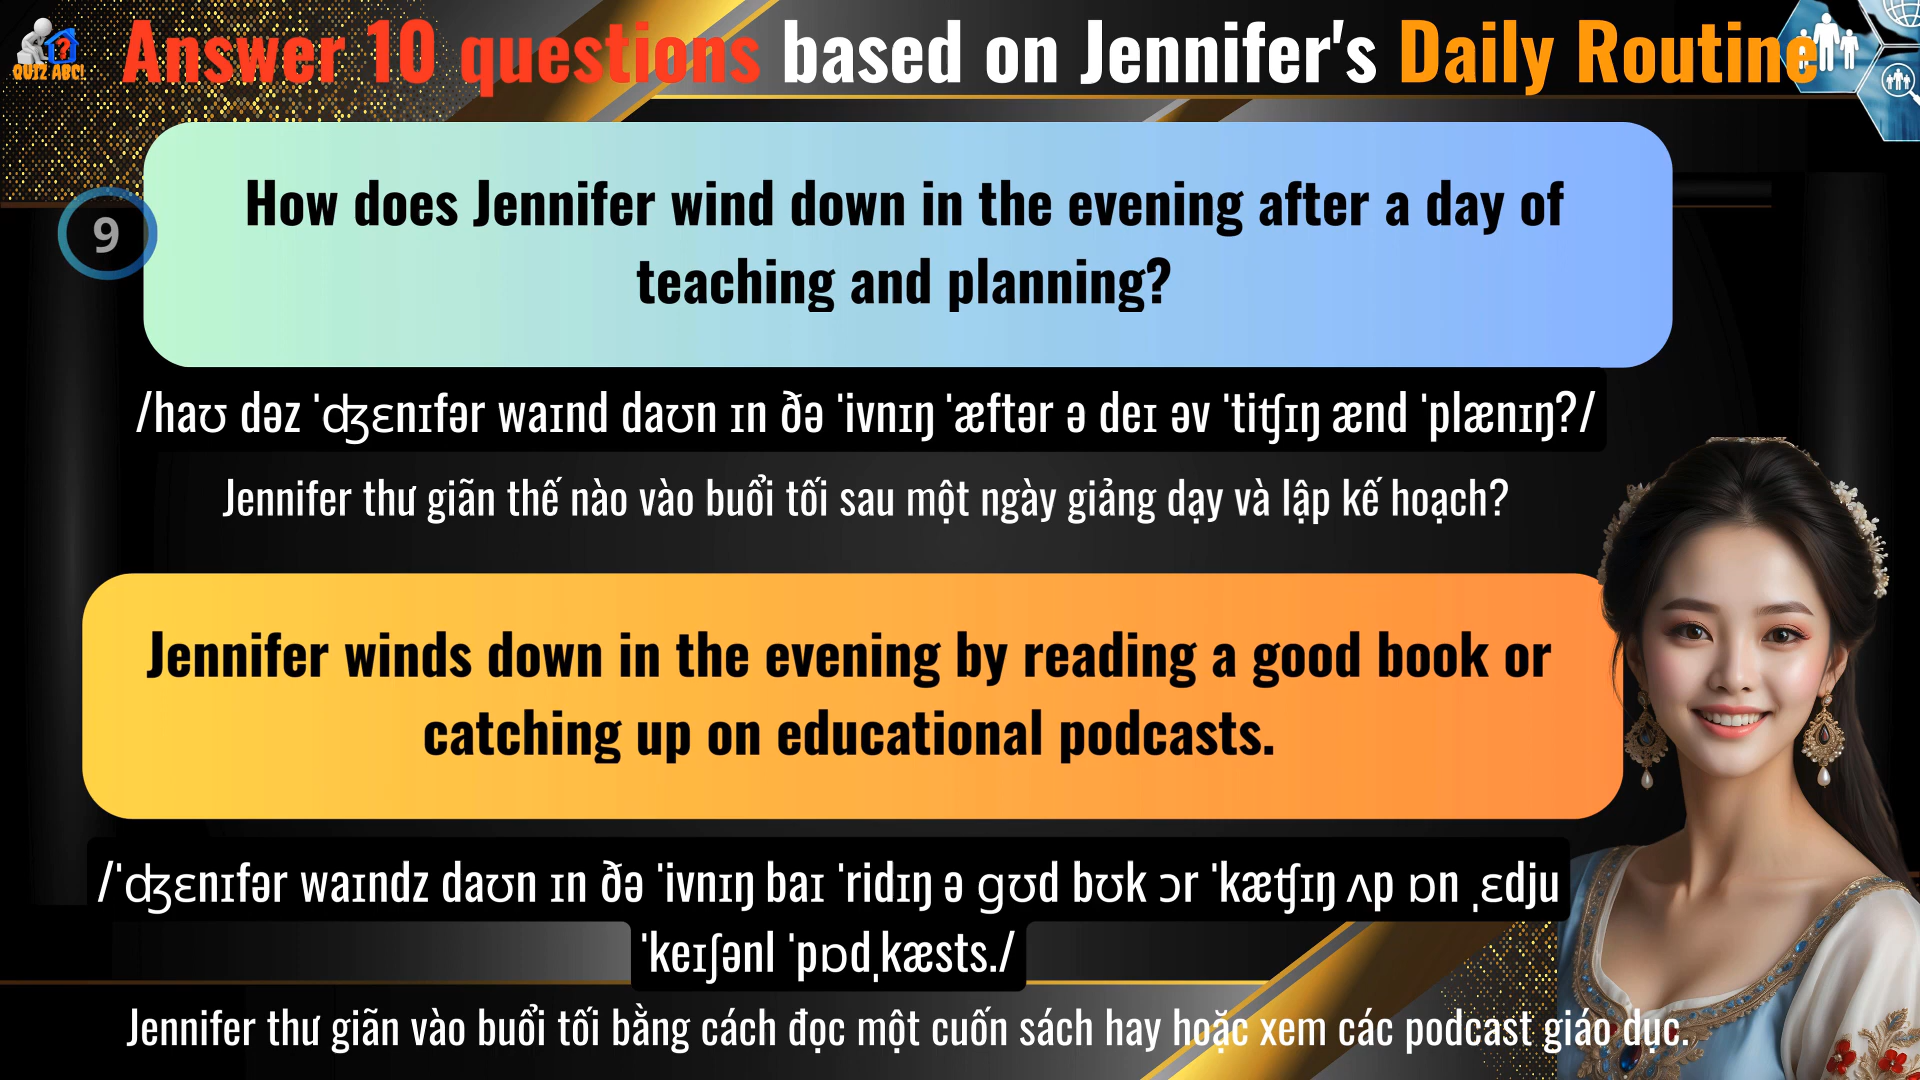 QUIZ ABC!
Answer 10 questions based on Jennifer's Daily Routine
9
How does Jennifer wind down in the evening after a day of
teaching and planning?
/haʊ dəz ˈʤɛnɪfər waɪnd daʊn ɪn ðə ˈivnɪŋ ˈæftər ə deɪ əv ˈtiʧɪŋ ænd ˈplænɪŋ?/
Jennifer thư giãn thế nào vào buổi tối sau một ngày giảng dạy và lập kế hoạch?
Jennifer winds down in the evening by reading a good book or
catching up on educational podcasts.
/ˈʤɛnɪfər waɪndz daʊn ɪn ðə ˈivnɪŋ baɪ ˈridɪŋ ə ɡʊd bʊk ɔr ˈkæʧɪŋ ʌp ɒn ˌɛdju
ˈkeɪʃənl ˈpɒdˌkæsts./
Jennifer thư giãn vào buổi tối bằng cách đọc một cuốn sách hay hoặc xem các podcast giáo dục.